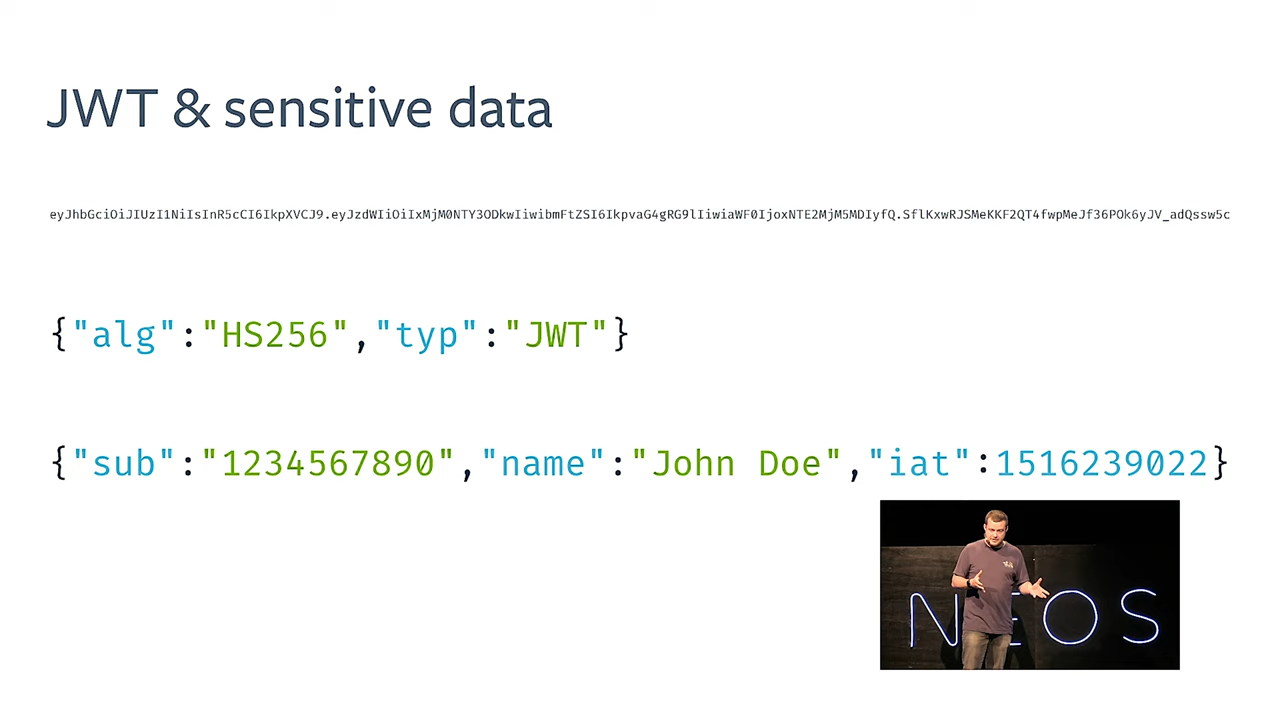 JWT & sensitive data
eyJhbGciOiJIUzI1NiIsInR5cCI6IkpXVCJ9.eyJzdWIiOiIxMjM0NTY3ODkwIiwibmFtZSI6IkpvaG4gRG9lIiwiaWF0IjoxNTE2MjM5MDIyfQ.SflKxwRJSMeKKF2QT4fwpMeJf36POk6yJV_adQssw5c
{"alg":"HS256","typ":"JWT"}
{"sub":"1234567890","name":"John Doe","iat":1516239022}
NEOS